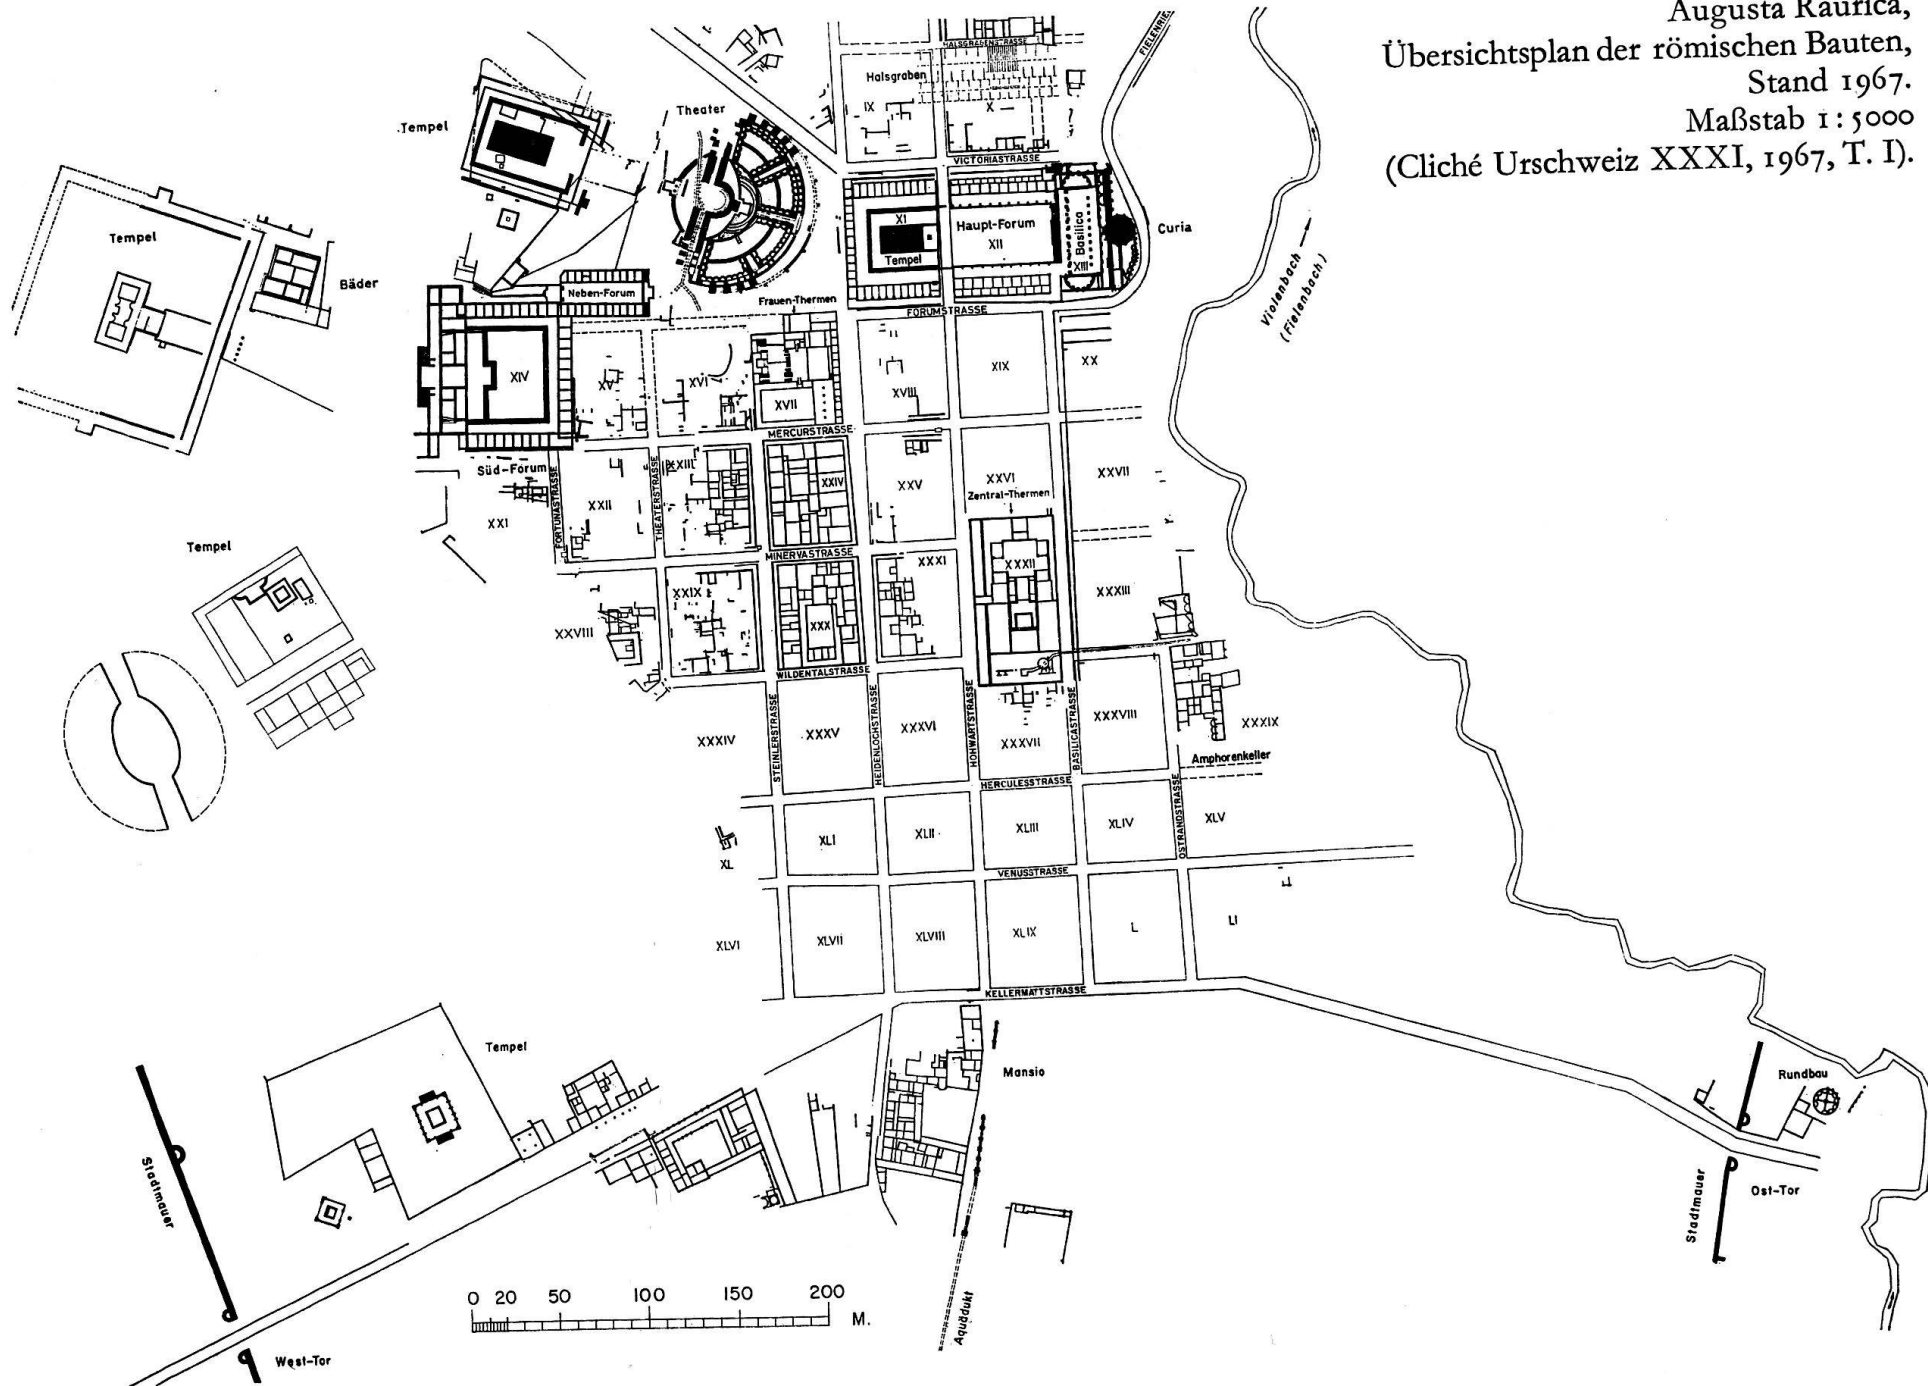 Augusta Raurica,
Übersichtsplan der römischen Bauten,
Stand 1967.
Maßstab 1:5000
(Cliché Urschweiz XXXI, 1967, T. I).
HALSGRABENSTRASSE
Halsgraben
IX
X
VICTORIASTRASSE
Theater
Tempel
XI
Tempel
Haupt-Forum
XII
Basilica
XIII
Curia
Violenbach
(Fielenbach)
Tempel
Bäder
Neben-Forum
Frauen-Thermen
FORUMSTRASSE
XIV
XV
XVI
XVII
XVIII
XIX
XX
MERCURSTRASSE
Süd-Forum
XXI
FORTUNASTRASSE
XXII
THEATERSTRASSE
XXIII
XXIV
XXV
XXVI
Zentral-Thermen
XXVII
MINERVASTRASSE
Tempel
XXVIII
XXIX
XXX
XXXI
XXXII
XXXIII
WILDENTALSTRASSE
XXXIV
STEINLERSTRASSE
XXXV
HEIDENLOCHSTRASSE
XXXVI
HOHWARTSTRASSE
XXXVII
BASILICASTRASSE
XXXVIII
XXXIX
Amphorenkeller
HERCULESSTRASSE
XL
XLI
XLII
XLIII
XLIV
OSTRANDSTRASSE
XLV
VENUSSTRASSE
XLVI
XLVII
XLVIII
XLIX
L
LI
KELLERMATTSTRASSE
Tempel
Mansio
Rundbau
Stadtmauer
Stadtmauer
Ost-Tor
Aquädukt
0 20 50 100 150 200 M.
West-Tor